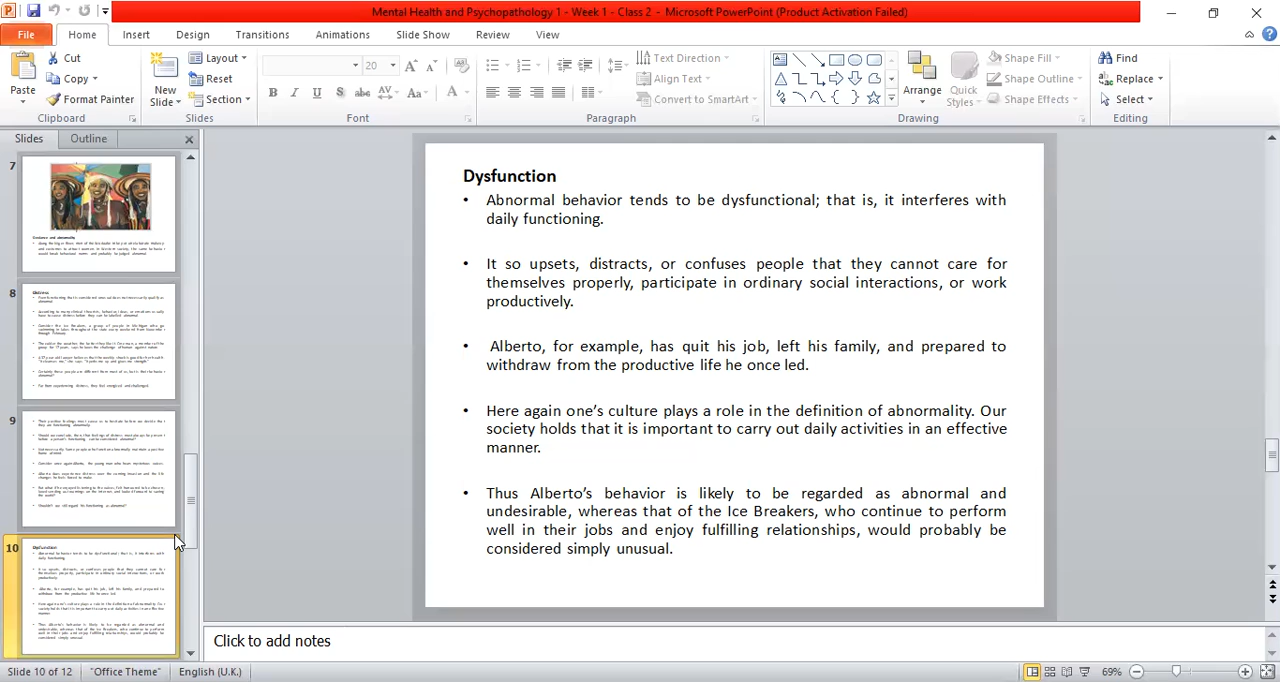 Mental Health and Psychopathology 1 - Week 1 - Class 2 - Microsoft PowerPoint (Product Activation Failed)
File Home Insert Design Transitions Animations Slide Show Review View
Paste
Cut
Copy
Format Painter
Clipboard
New
Slide
Layout
Reset
Section
Slides
20
Font
Text Direction
Align Text
Convert to SmartArt
Paragraph
Arrange
Quick
Styles
Shape Fill
Shape Outline
Shape Effects
Drawing
Find
Replace
Select
Editing
Slides Outline
7
8
9
10
Dysfunction
• Abnormal behavior tends to be dysfunctional; that is, it interferes with
daily functioning.
• It so upsets, distracts, or confuses people that they cannot care for
themselves properly, participate in ordinary social interactions, or work
productively.
• Alberto, for example, has quit his job, left his family, and prepared to
withdraw from the productive life he once led.
• Here again one’s culture plays a role in the definition of abnormality. Our
society holds that it is important to carry out daily activities in an effective
manner.
• Thus Alberto’s behavior is likely to be regarded as abnormal and
undesirable, whereas that of the Ice Breakers, who continue to perform
well in their jobs and enjoy fulfilling relationships, would probably be
considered simply unusual.
Click to add notes
Slide 10 of 12 "Office Theme" English (U.K.) 69%